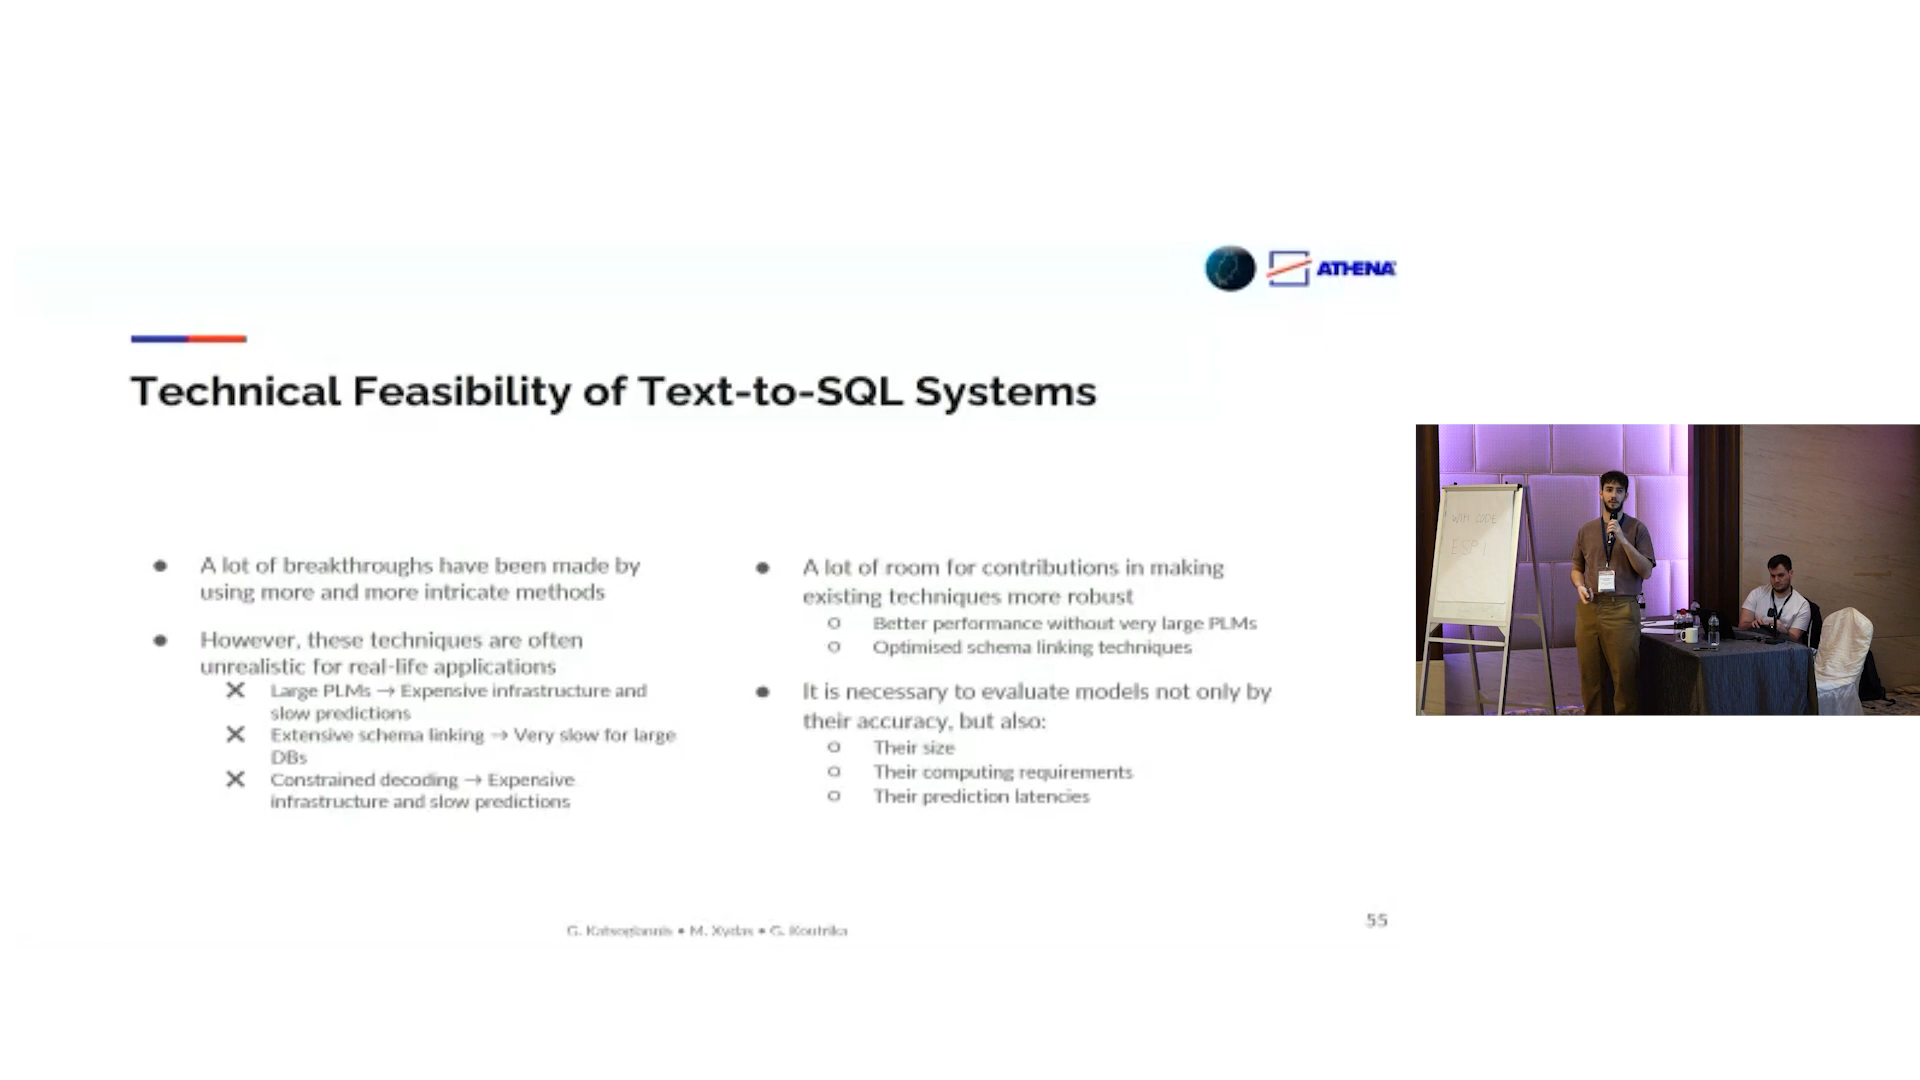 ATHENA
Technical Feasibility of Text-to-SQL Systems
A lot of breakthroughs have been made by
using more and more intricate methods
However, these techniques are often
unrealistic for real-life applications
Large PLMs → Expensive infrastructure and
slow predictions
Extensive schema linking → Very slow for large
DBs
Constrained decoding → Expensive
infrastructure and slow predictions
A lot of room for contributions in making
existing techniques more robust
Better performance without very large PLMs
Optimised schema linking techniques
It is necessary to evaluate models not only by
their accuracy, but also:
Their size
Their computing requirements
Their prediction latencies
G. Katsogiannis • M. Xydas • G. Koutrika
55
WIFI CODE